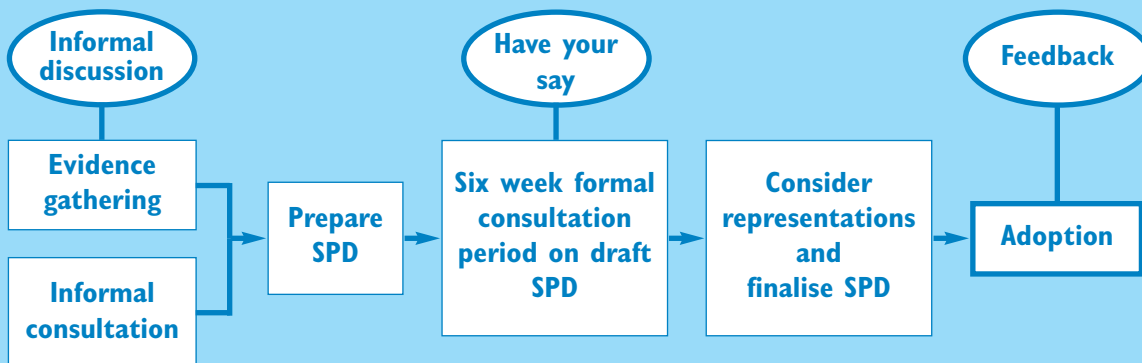 Informal
discussion
Have your
say
Feedback
Evidence
gathering
Informal
consultation
Prepare
SPD
Six week formal
consultation
period on draft
SPD
Consider
representations
and
finalise SPD
Adoption